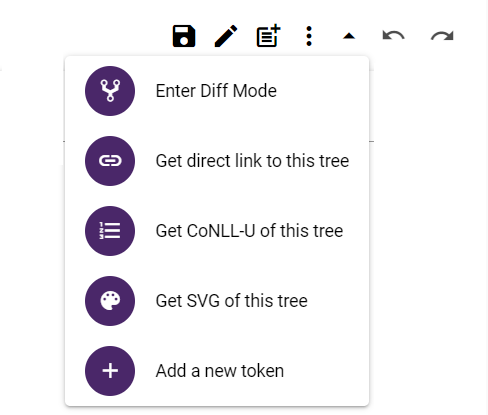 Enter Diff Mode
Get direct link to this tree
Get CoNLL-U of this tree
Get SVG of this tree
Add a new token